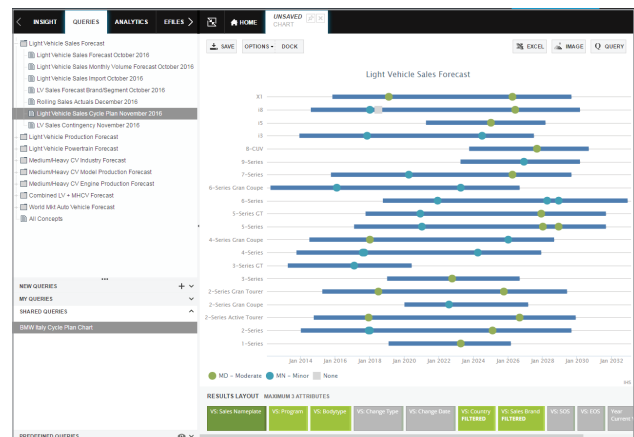 INSIGHT QUERIES ANALYTICS EFILES
HOME
UNSAVED
CHART
Light Vehicle Sales Forecast
Light Vehicle Sales Forecast October 2016
Light Vehicle Sales Monthly Volume Forecast October 2016
Light Vehicle Sales Import October 2016
LV Sales Forecast Brand/Segment October 2016
Rolling Sales Actuals December 2016
Light Vehicle Sales Cycle Plan November 2016
LV Sales Contingency November 2016
Light Vehicle Production Forecast
Light Vehicle Powertrain Forecast
Medium/Heavy CV Industry Forecast
Medium/Heavy CV Model Production Forecast
Medium/Heavy CV Engine Production Forecast
Combined LV + MHCV Forecast
World Mkt Auto Vehicle Forecast
All Concepts
NEW QUERIES
MY QUERIES
SHARED QUERIES
BMW Italy Cycle Plan Chart
PREDEFINED QUERIES
SAVE OPTIONS DOCK
EXCEL IMAGE QUERY
Light Vehicle Sales Forecast
X1
i8
i5
i3
8-CUV
9-Series
7-Series
6-Series Gran Coupe
6-Series
5-Series GT
5-Series
4-Series Gran Coupe
4-Series
3-Series GT
3-Series
2-Series Gran Tourer
2-Series Gran Coupe
2-Series Active Tourer
2-Series
1-Series
Jan 2014 Jan 2016 Jan 2018 Jan 2020 Jan 2022 Jan 2024 Jan 2026 Jan 2028 Jan 2030 Jan 2032
MD - Moderate MN - Minor None
IHS
RESULTS LAYOUT MAXIMUM 3 ATTRIBUTES
VS: Sales Nameplate
VS: Program
VS: Bodytype
VS: Change Type
VS: Change Date
VS: Country
FILTERED
VS: Sales Brand
FILTERED
VS: SOS
VS: EOS
Year
Current